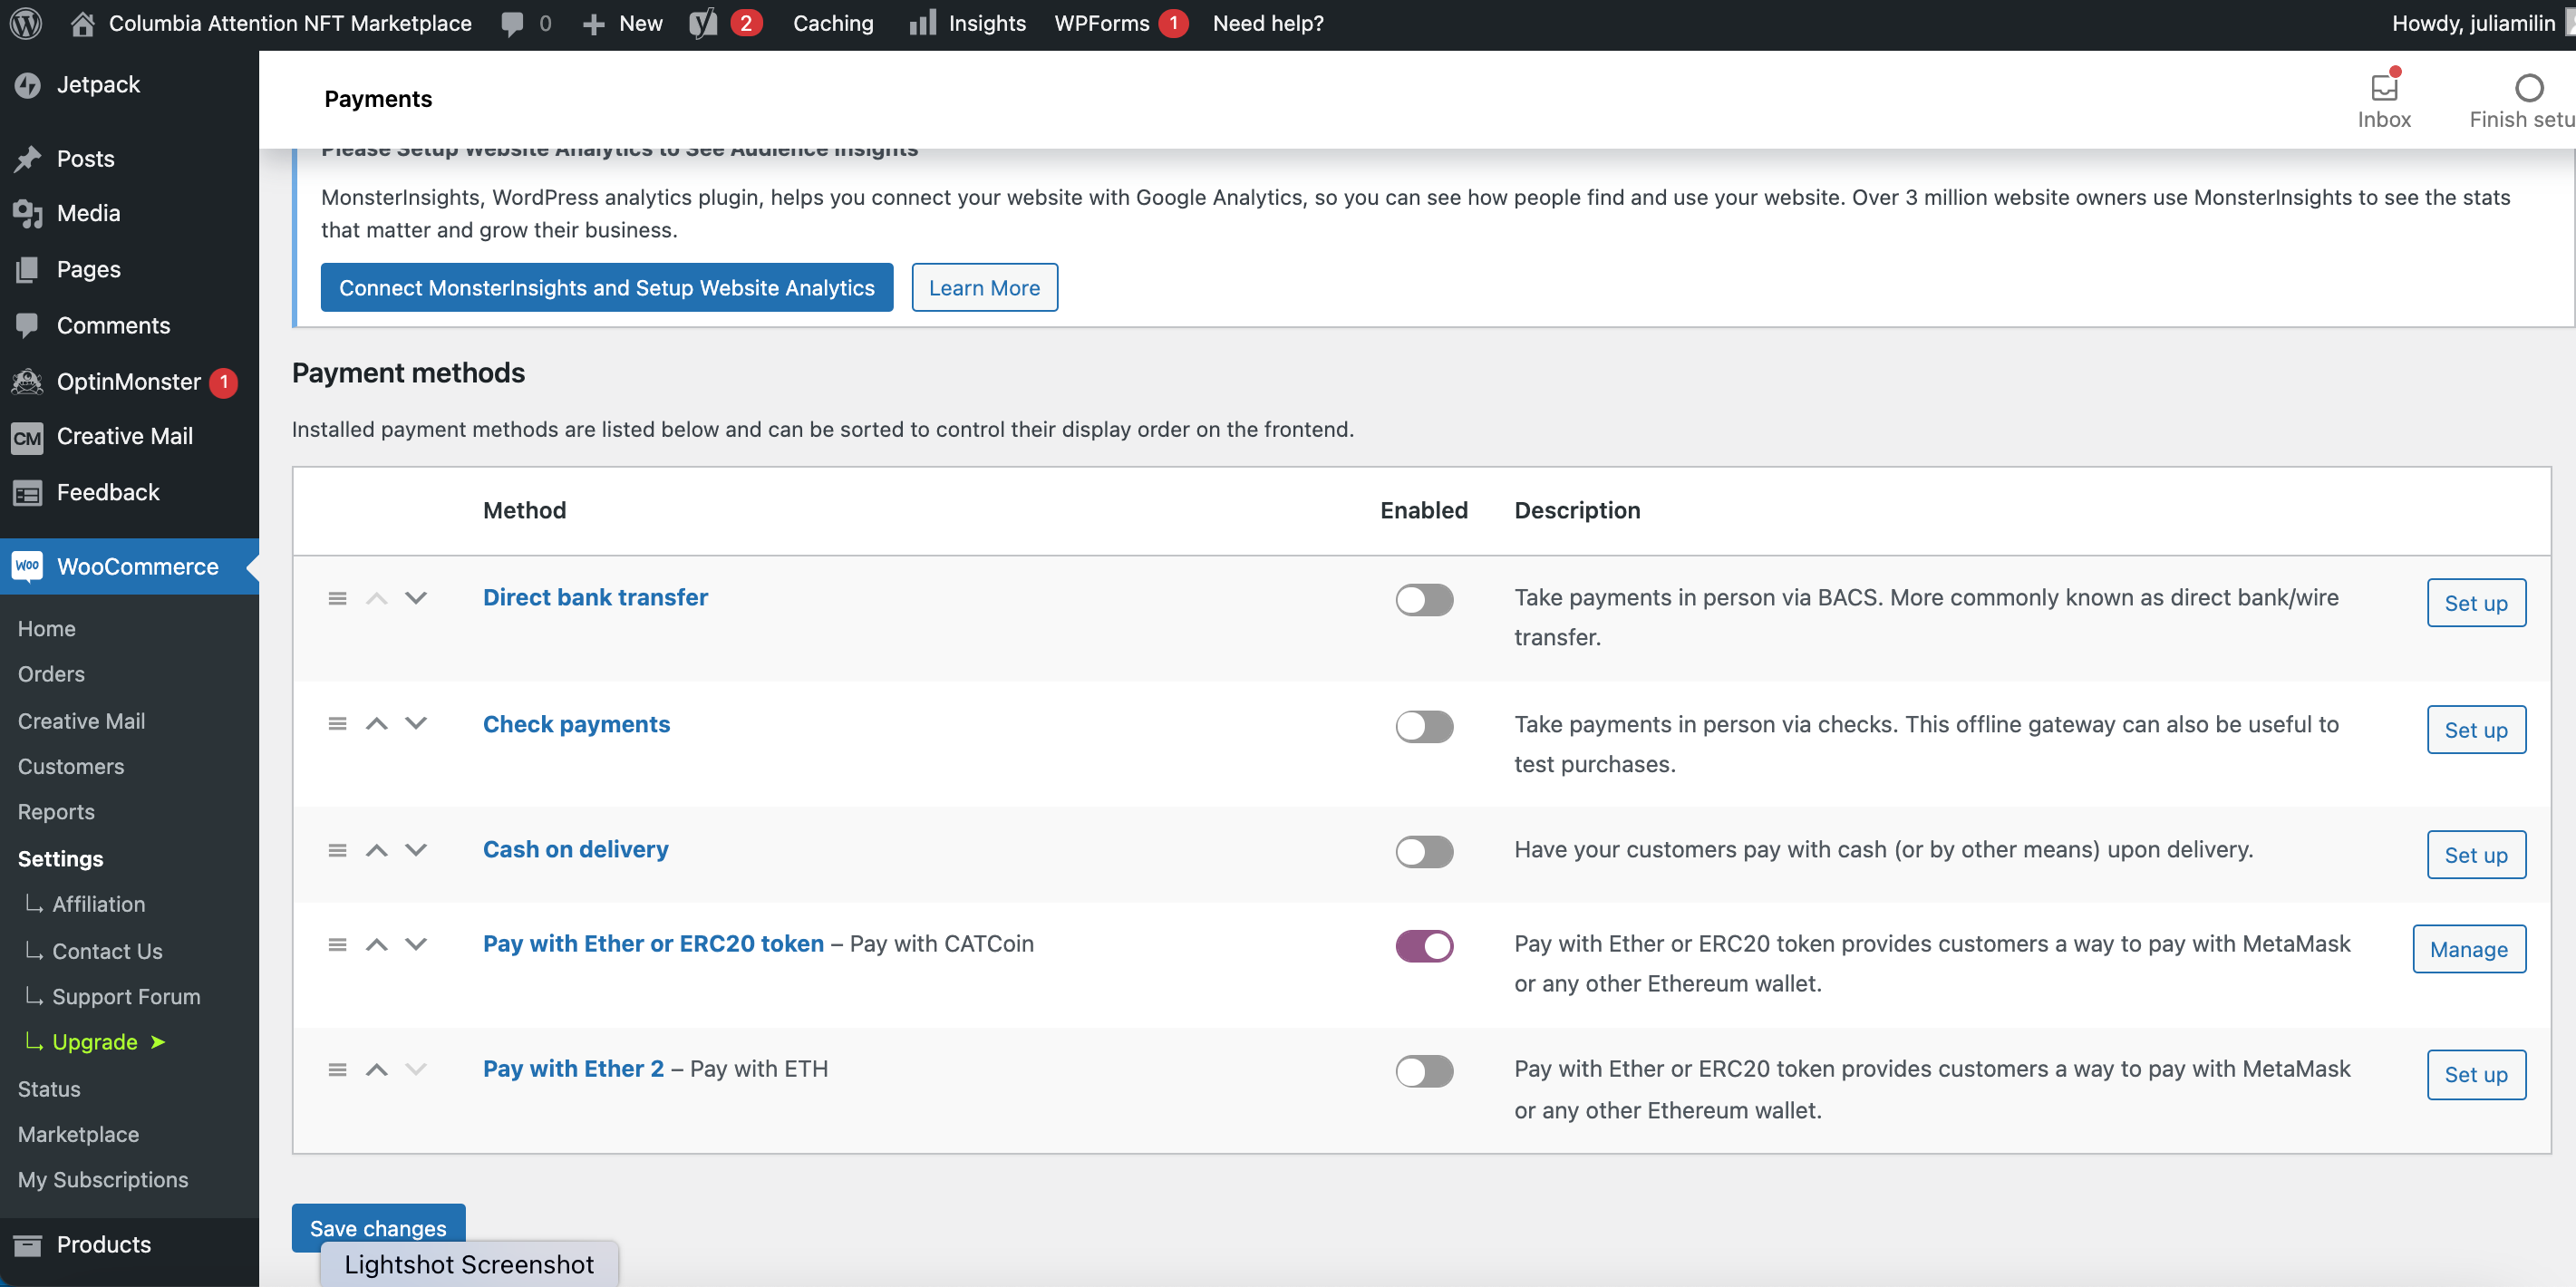 Columbia Attention NFT Marketplace 0 New 2 Caching Insights WPForms 1 Need help? Howdy, juliamilin
Jetpack
Posts
Media
Pages
Comments
OptinMonster 1
CM Creative Mail
Feedback
Woo WooCommerce
Home
Orders
Creative Mail
Customers
Reports
Settings
Affiliation
Contact Us
Support Forum
Upgrade ➤
Status
Marketplace
My Subscriptions
Products
Payments
Inbox
Finish setu
Please Setup Website Analytics to See Audience Insights
MonsterInsights, WordPress analytics plugin, helps you connect your website with Google Analytics, so you can see how people find and use your website. Over 3 million website owners use MonsterInsights to see the stats
that matter and grow their business.
Connect MonsterInsights and Setup Website Analytics Learn More
Payment methods
Installed payment methods are listed below and can be sorted to control their display order on the frontend.
Method Enabled Description
Direct bank transfer Take payments in person via BACS. More commonly known as direct bank/wire Set up
transfer.
Check payments Take payments in person via checks. This offline gateway can also be useful to Set up
test purchases.
Cash on delivery Have your customers pay with cash (or by other means) upon delivery. Set up
Pay with Ether or ERC20 token – Pay with CATCoin Pay with Ether or ERC20 token provides customers a way to pay with MetaMask Manage
or any other Ethereum wallet.
Pay with Ether 2 – Pay with ETH Pay with Ether or ERC20 token provides customers a way to pay with MetaMask Set up
or any other Ethereum wallet.
Save changes
Lightshot Screenshot